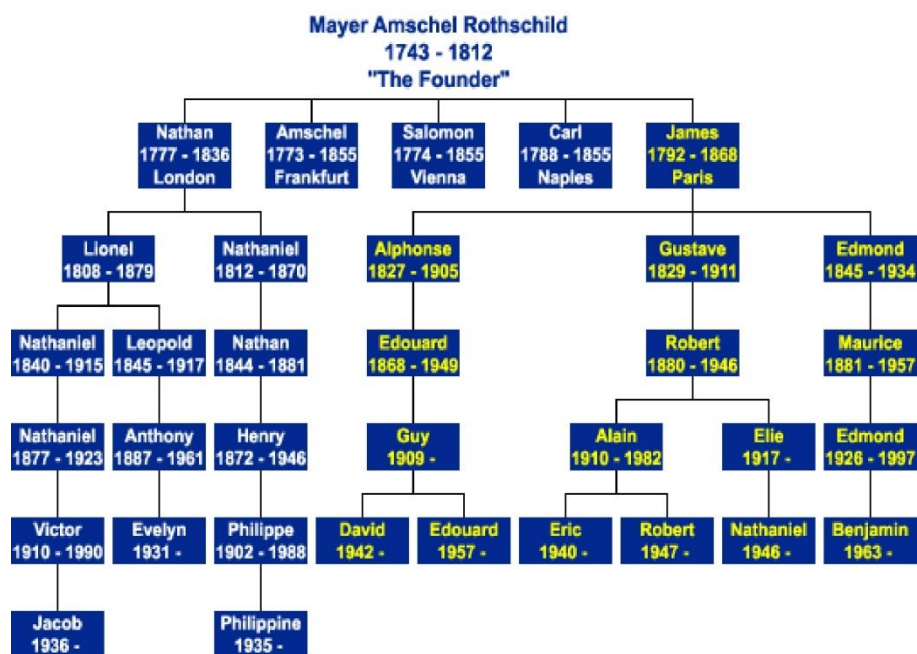 Mayer Amschel Rothschild
1743 - 1812
"The Founder"
Nathan
1777 - 1836
London
Amschel
1773 - 1855
Frankfurt
Salomon
1774 - 1855
Vienna
Carl
1788 - 1855
Naples
James
1792 - 1868
Paris
Lionel
1808 - 1879
Nathaniel
1812 - 1870
Alphonse
1827 - 1905
Gustave
1829 - 1911
Edmond
1845 - 1934
Nathaniel
1840 - 1915
Leopold
1845 - 1917
Nathan
1844 - 1881
Edouard
1868 - 1949
Robert
1880 - 1946
Maurice
1881 - 1957
Nathaniel
1877 - 1923
Anthony
1887 - 1961
Henry
1872 - 1946
Guy
1909 -
Alain
1910 - 1982
Elie
1917 -
Edmond
1926 - 1997
Victor
1910 - 1990
Evelyn
1931 -
Philippe
1902 - 1988
David
1942 -
Edouard
1957 -
Eric
1940 -
Robert
1947 -
Nathaniel
1946 -
Benjamin
1963 -
Jacob
1936 -
Philippine
1935 -